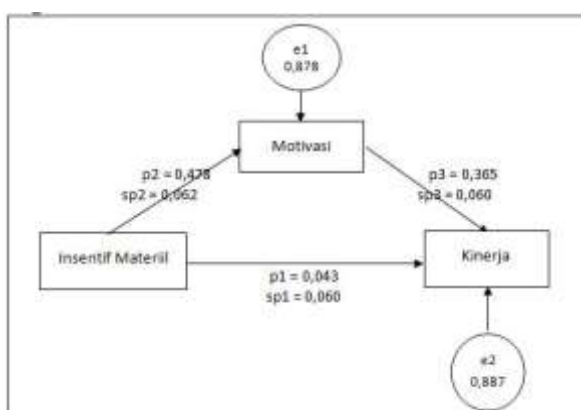 e1
0,878
Motivasi
p2 = 0,478
sp2 = 0,062
p3 = 0,365
sp3 = 0,060
Insentif Materiil
Kinerja
p1 = 0,043
sp1 = 0,060
e2
0,887